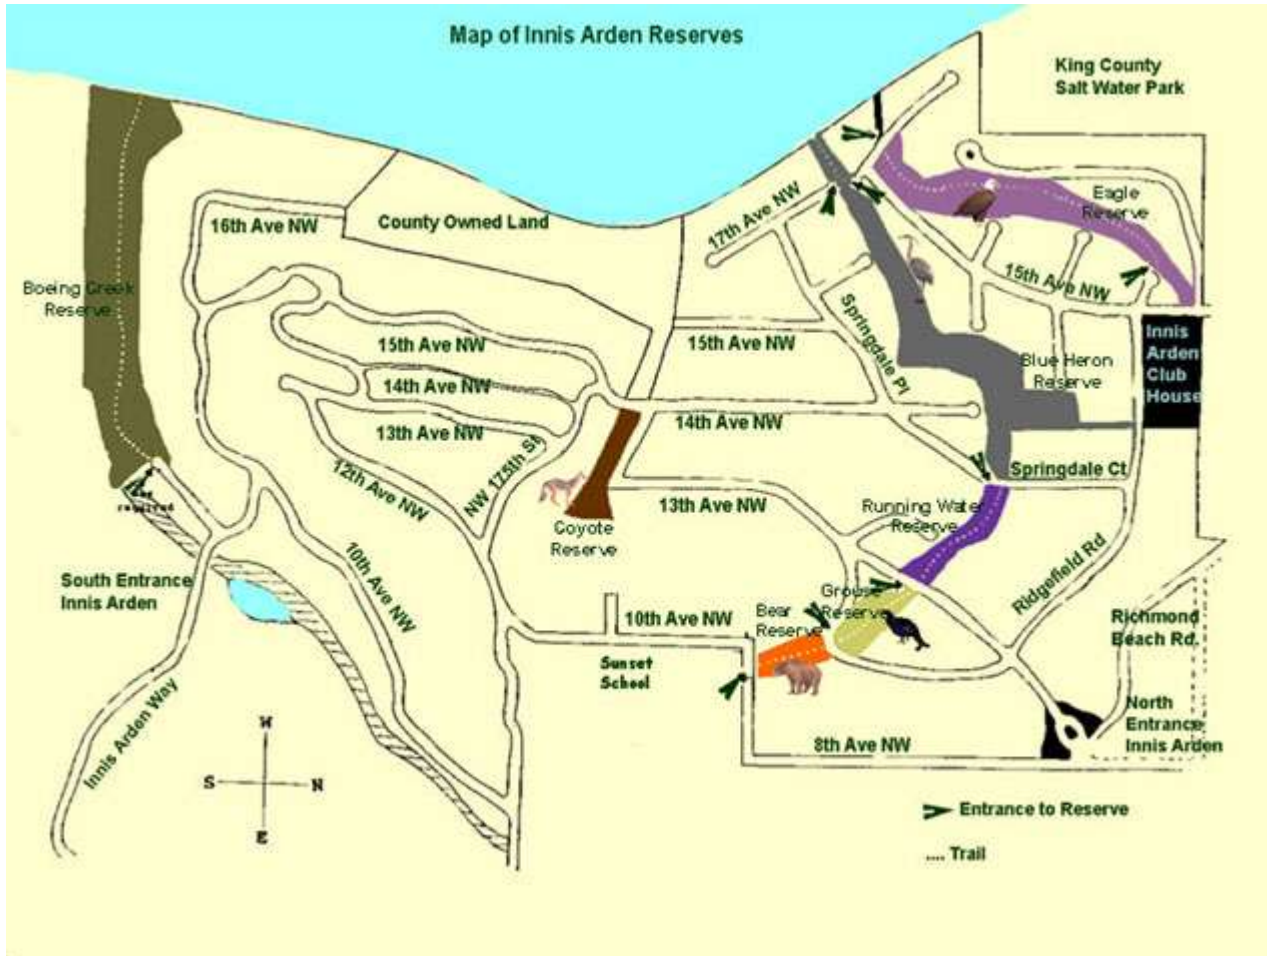 Map of Innis Arden Reserves
King County
Salt Water Park
Eagle
Reserve
17th Ave NW
16th Ave NW
County Owned Land
15th Ave NW
Boeing Creek
Reserve
Springdale Pl
15th Ave NW
15th Ave NW
Innis
Arden
Club
House
Blue Heron
Reserve
14th Ave NW
14th Ave NW
13th Ave NW
NW 175th St
12th Ave NW
Springdale Ct
required
13th Ave NW
Running Water
Reserve
Coyote
Reserve
10th Ave NW
South Entrance
Innis Arden
Ridgefield Rd
Grouse
Reserve
Bear
Reserve
10th Ave NW
Richmond
Beach Rd.
Sunset
School
Innis Arden Way
North
Entrance
Innis Arden
8th Ave NW
W
S
N
E
Entrance to Reserve
.... Trail